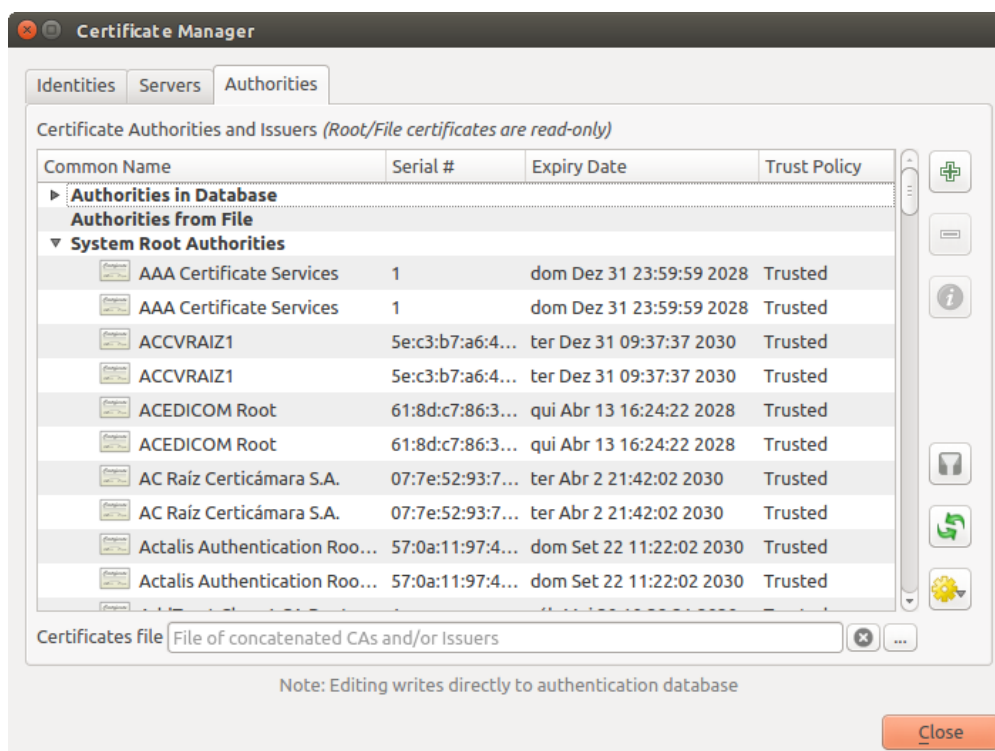 Certificate Manager
Identities Servers Authorities
Certificate Authorities and Issuers (Root/File certificates are read-only)
Common Name Serial # Expiry Date Trust Policy
Authorities in Database
Authorities from File
System Root Authorities
AAA Certificate Services 1 dom Dez 31 23:59:59 2028 Trusted
AAA Certificate Services 1 dom Dez 31 23:59:59 2028 Trusted
ACCVRAIZ1 5e:c3:b7:a6:4... ter Dez 31 09:37:37 2030 Trusted
ACCVRAIZ1 5e:c3:b7:a6:4... ter Dez 31 09:37:37 2030 Trusted
ACEDICOM Root 61:8d:c7:86:3... qui Abr 13 16:24:22 2028 Trusted
ACEDICOM Root 61:8d:c7:86:3... qui Abr 13 16:24:22 2028 Trusted
AC Raíz Certicámara S.A. 07:7e:52:93:7... ter Abr 2 21:42:02 2030 Trusted
AC Raíz Certicámara S.A. 07:7e:52:93:7... ter Abr 2 21:42:02 2030 Trusted
Actalis Authentication Roo... 57:0a:11:97:4... dom Set 22 11:22:02 2030 Trusted
Actalis Authentication Roo... 57:0a:11:97:4... dom Set 22 11:22:02 2030 Trusted
Certificates file File of concatenated CAs and/or Issuers ...
Note: Editing writes directly to authentication database
Close